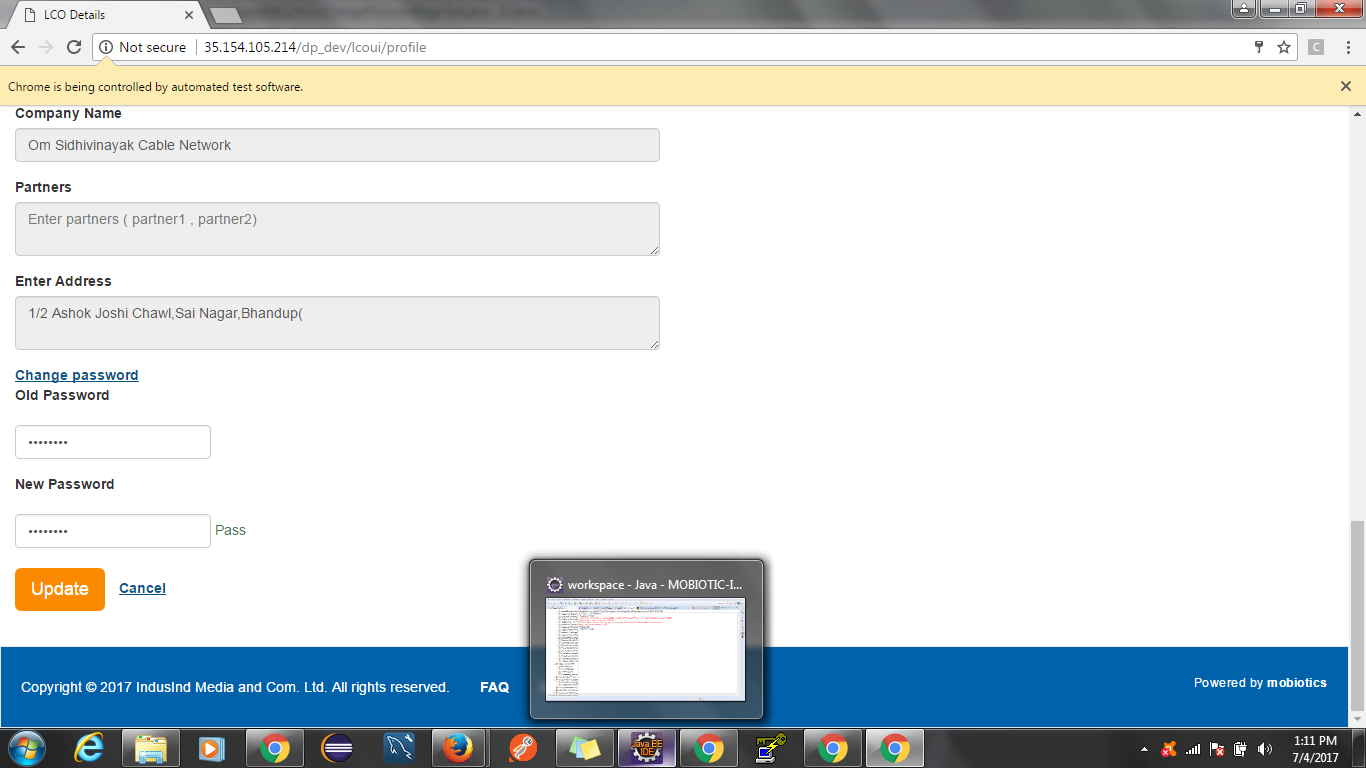 LCO Details
Not secure
35.154.105.214/dp_dev/lcoui/profile
C
Chrome is being controlled by automated test software.
Company Name
Om Sidhivinayak Cable Network
Partners
Enter partners ( partner1 , partner2)
Enter Address
1/2 Ashok Joshi Chawl,Sai Nagar,Bhandup(
Change password
Old Password
••••••••
New Password
•••••••• Pass
Update Cancel
workspace - Java - MOBIOTIC-I...
Copyright © 2017 IndusInd Media and Com. Ltd. All rights reserved. FAQ
Powered by mobiotics
Java EE
IDE
1:11 PM
7/4/2017